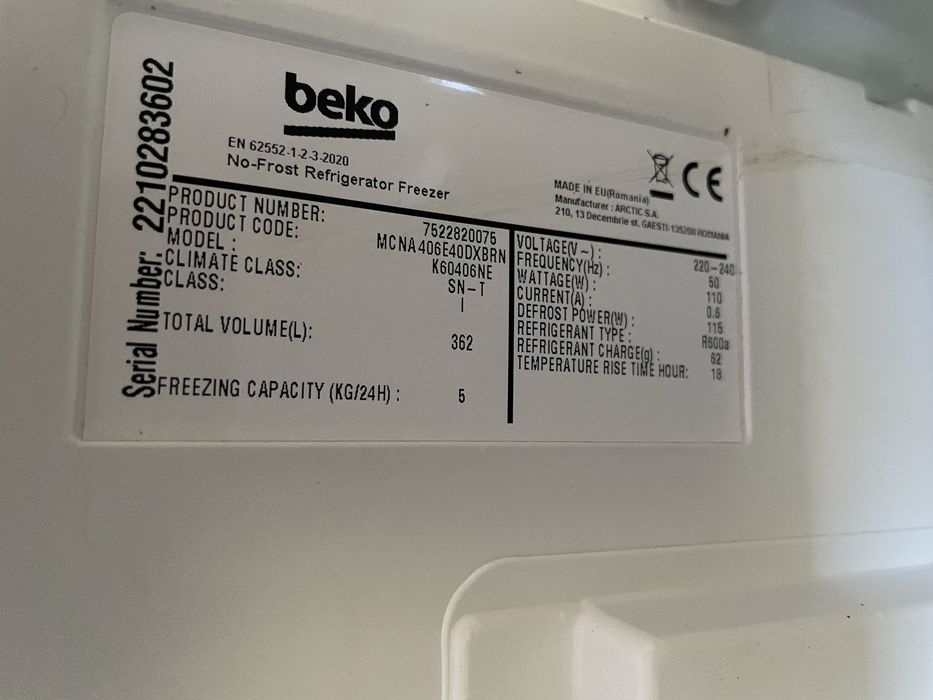 Serial Number: 2210283602
beko
EN 62552-1-2-3-2020
No-Frost Refrigerator Freezer
CE
MADE IN EU(Romania)
Manufacturer : ARCTIC S.A.
210, 13 Decembrie st. GAESTI-135200 ROMANIA
PRODUCT NUMBER: 7522820075
PRODUCT CODE: MCNA406E40DXBRN
MODEL : K60406NE
CLIMATE CLASS: SN-T
CLASS: I
TOTAL VOLUME(L): 362
FREEZING CAPACITY (KG/24H) : 5
VOLTAGE(V~) : 220-240
FREQUENCY(Hz) : 50
WATTAGE(W) : 110
CURRENT(A) : 0.8
DEFROST POWER(W) : 115
REFRIGERANT TYPE : R600a
REFRIGERANT CHARGE(g) : 62
TEMPERATURE RISE TIME HOUR: 18